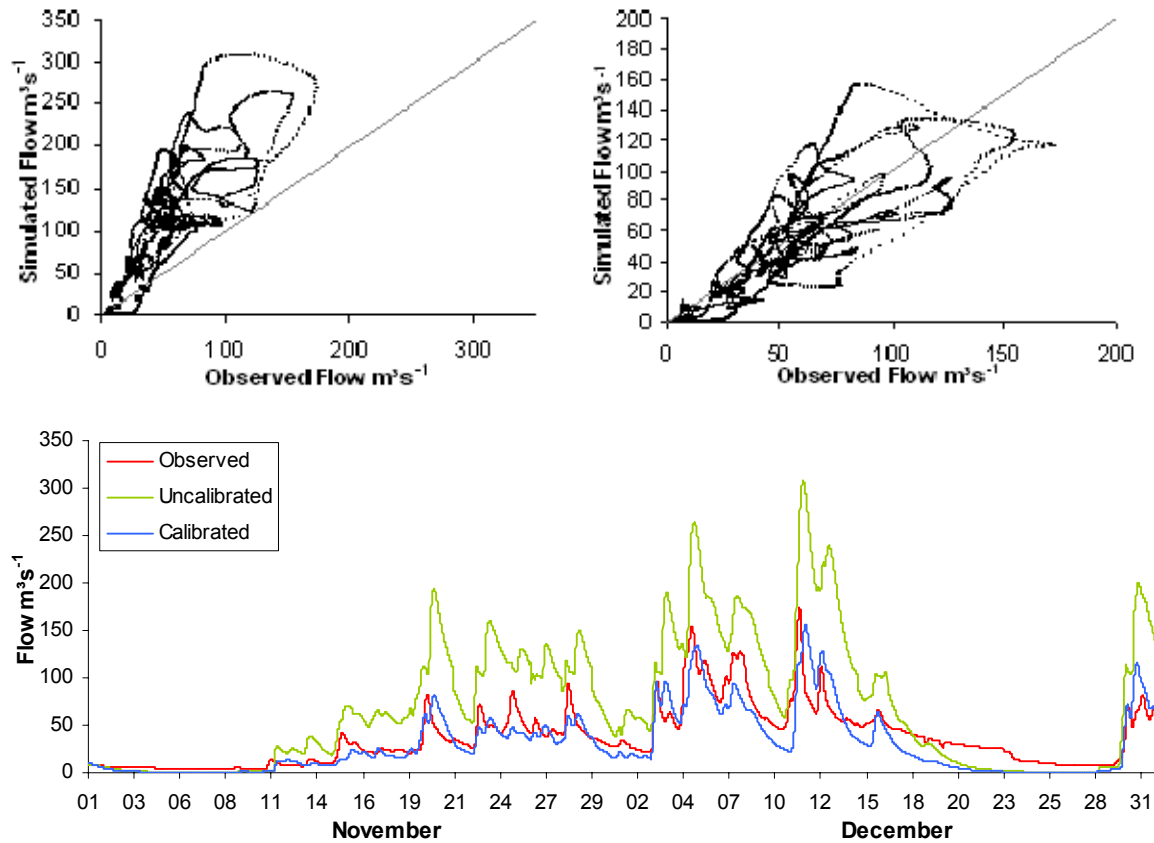 350
300
250
200
150
100
50
0
Simulated Flow m³s⁻¹
0 100 200 300
Observed Flow m³s⁻¹
200
180
160
140
120
100
80
60
40
20
0
Simulated Flow m³s⁻¹
0 50 100 150 200
Observed Flow m³s⁻¹
350
300
250
200
150
100
50
0
Flow m³s⁻¹
Observed
Uncalibrated
Calibrated
01 03 06 08 11 14 16 19 21 24 27 29 02 04 07 10 12 15 18 20 23 25 28 31
November December